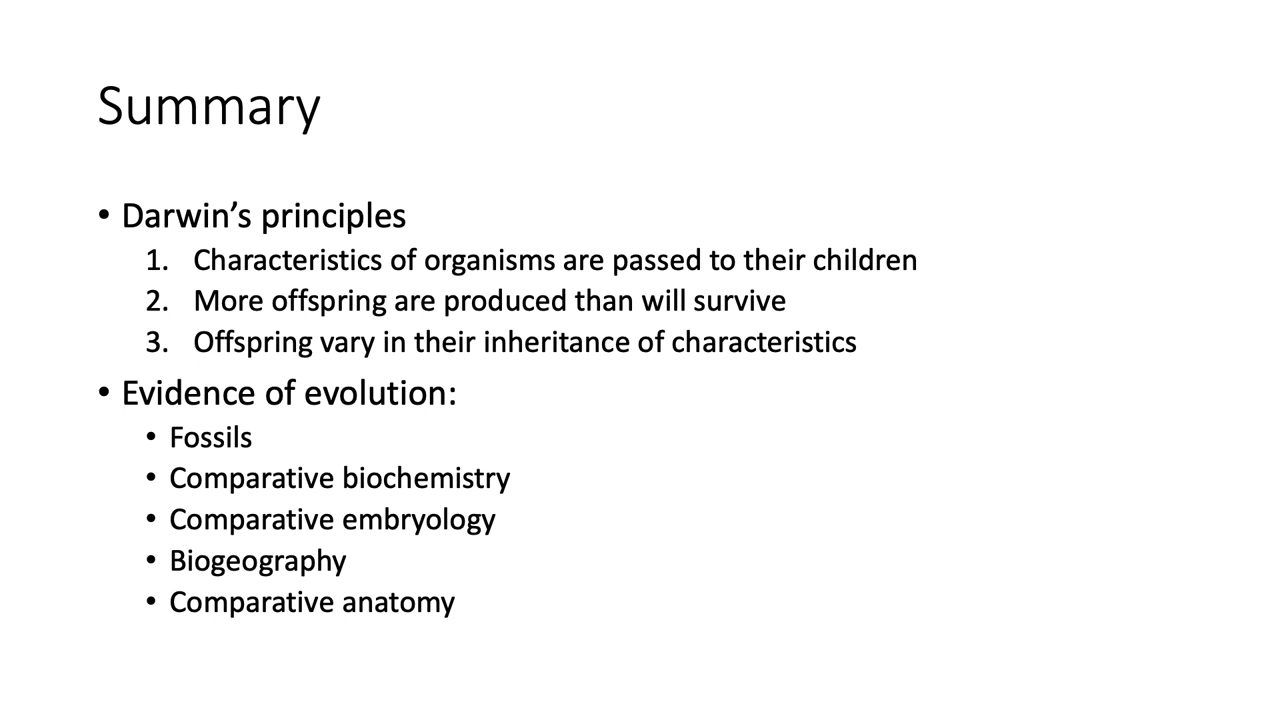 Summary
• Darwin’s principles
1. Characteristics of organisms are passed to their children
2. More offspring are produced than will survive
3. Offspring vary in their inheritance of characteristics
• Evidence of evolution:
• Fossils
• Comparative biochemistry
• Comparative embryology
• Biogeography
• Comparative anatomy